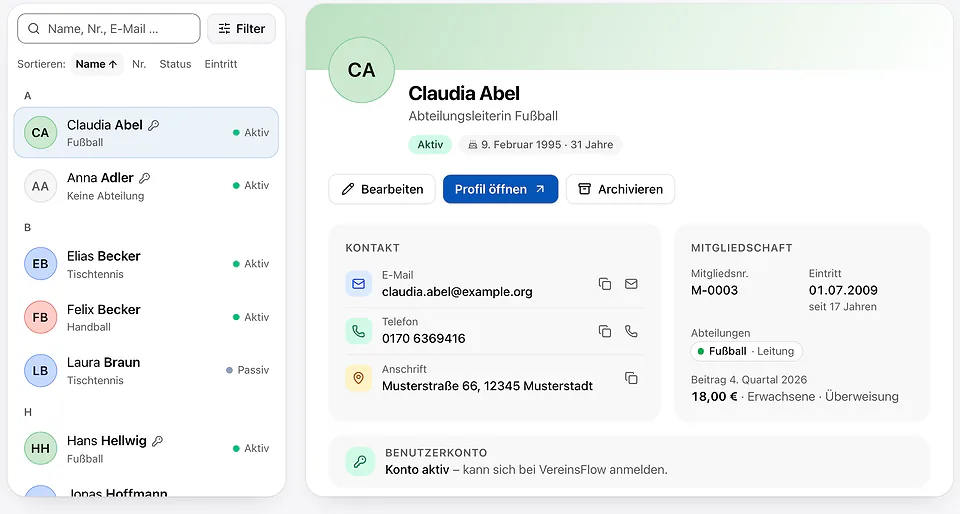 Name, Nr., E-Mail ...
Filter
Sortieren: Name ↑ Nr. Status Eintritt
A
CA
Claudia Abel
Fußball
Aktiv
AA
Anna Adler
Keine Abteilung
Aktiv
B
EB
Elias Becker
Tischtennis
Aktiv
FB
Felix Becker
Handball
Aktiv
LB
Laura Braun
Tischtennis
Passiv
H
HH
Hans Hellwig
Fußball
Aktiv
Jonas Hoffmann
CA
Claudia Abel
Abteilungsleiterin Fußball
Aktiv
9. Februar 1995 · 31 Jahre
Bearbeiten
Profil öffnen
Archivieren
KONTAKT
E-Mail
claudia.abel@example.org
Telefon
0170 6369416
Anschrift
Musterstraße 66, 12345 Musterstadt
MITGLIEDSCHAFT
Mitgliedsnr.
M-0003
Eintritt
01.07.2009
seit 17 Jahren
Abteilungen
Fußball · Leitung
Beitrag 4. Quartal 2026
18,00 € · Erwachsene · Überweisung
BENUTZERKONTO
Konto aktiv – kann sich bei VereinsFlow anmelden.